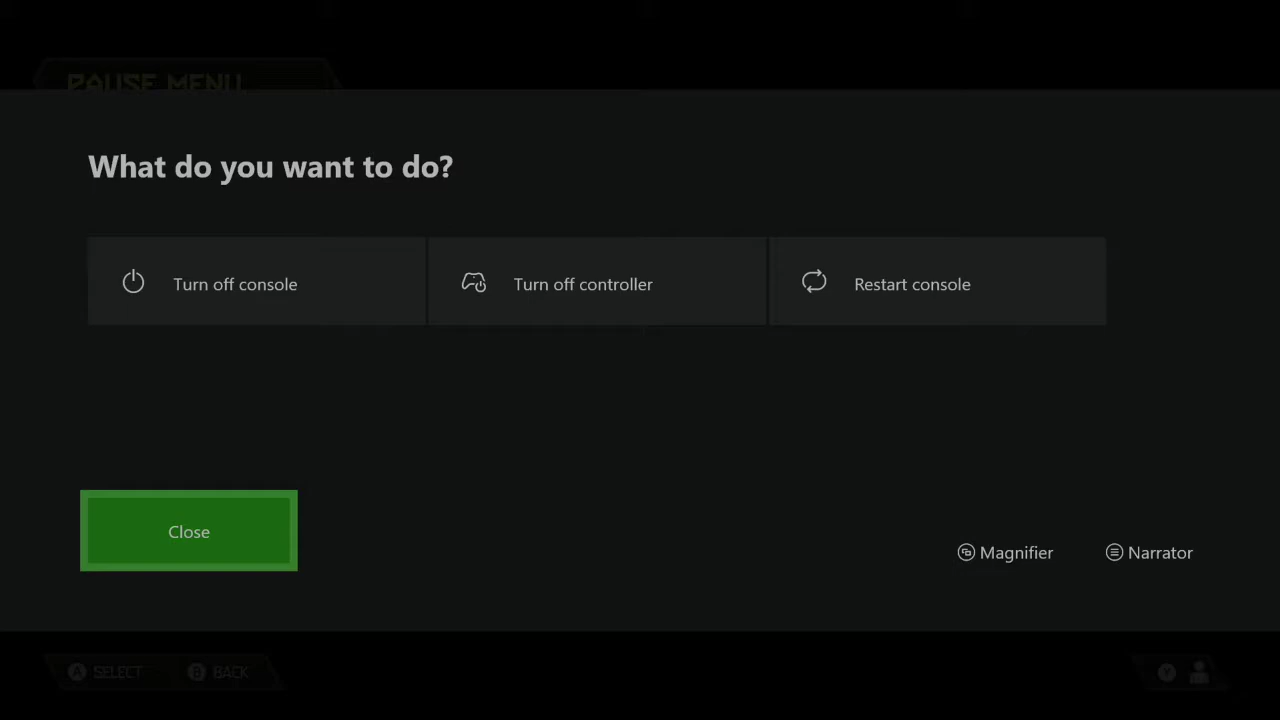 PAUSE MENU
What do you want to do?
Turn off console
Turn off controller
Restart console
Close
Magnifier
Narrator
A SELECT B BACK
Y